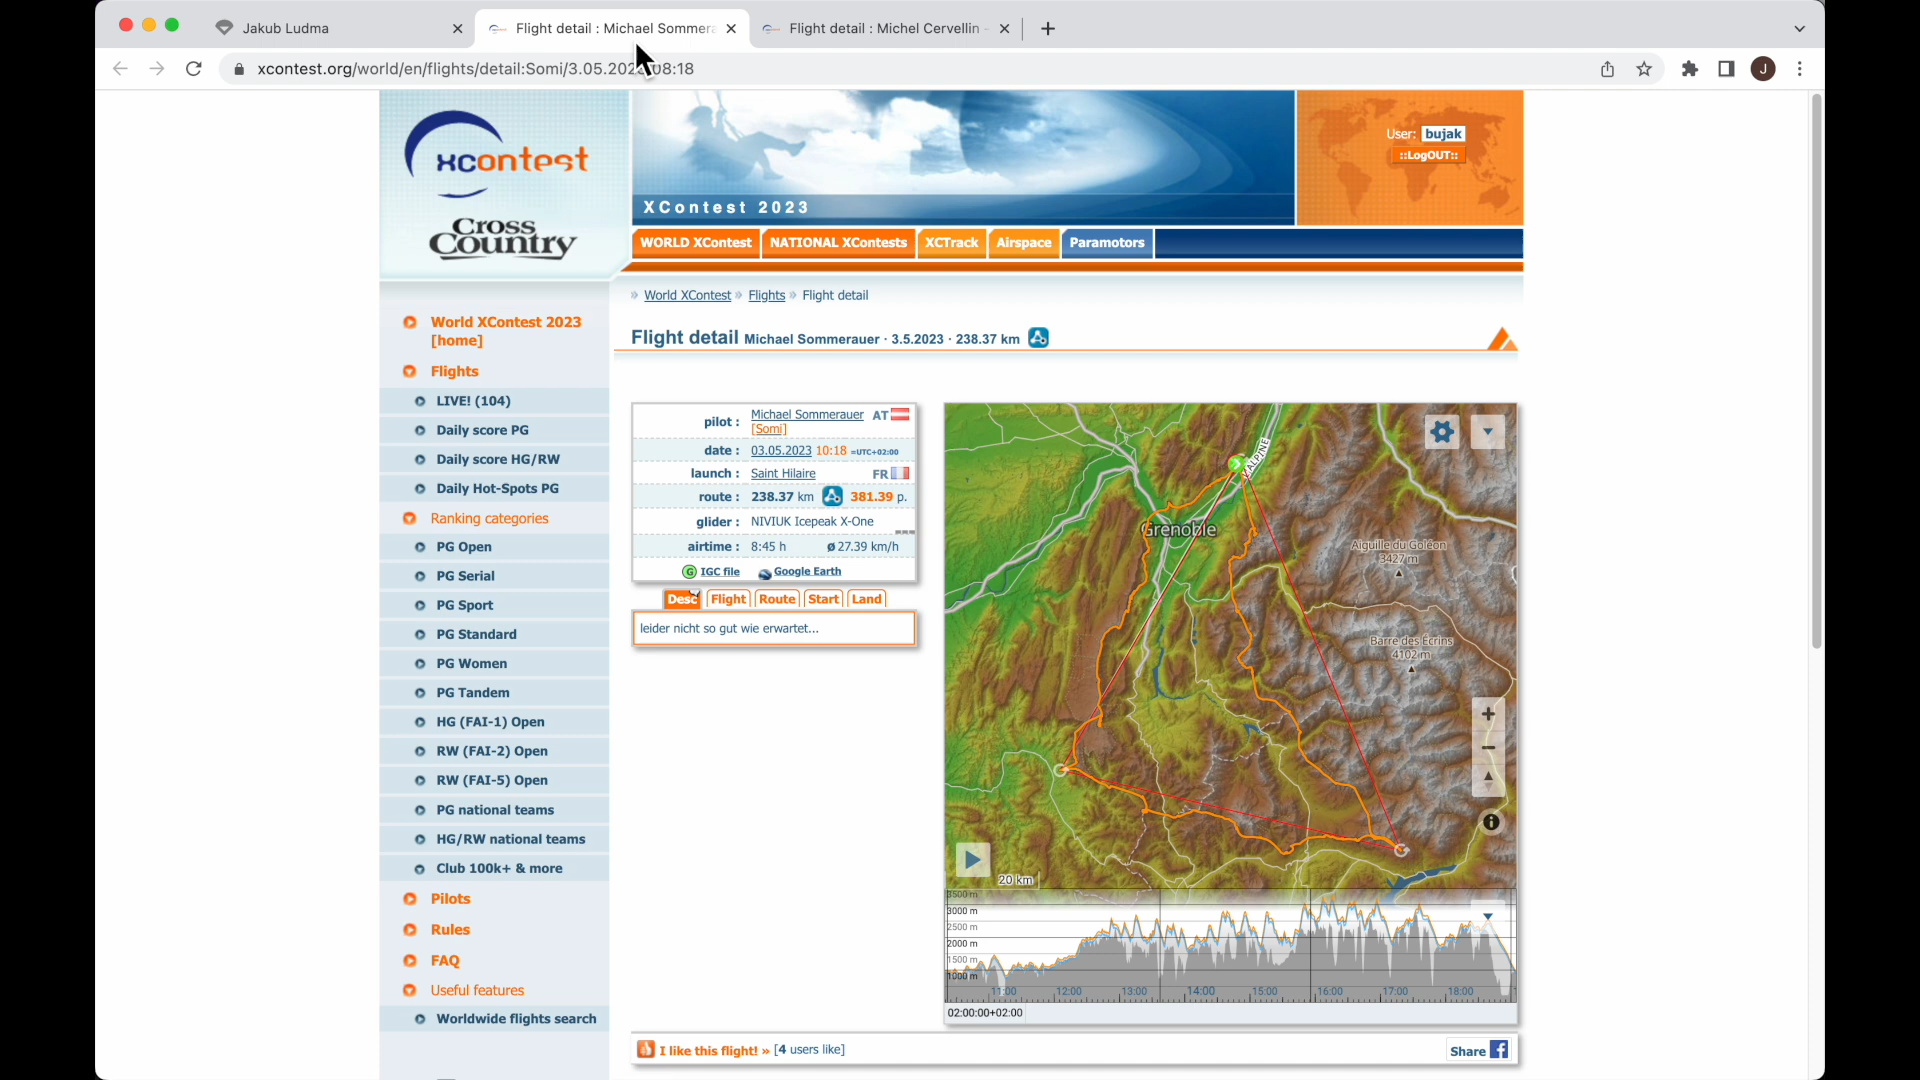 Jakub Ludma
Flight detail : Michael Sommera
Flight detail : Michel Cervellin -
xcontest.org/world/en/flights/detail:Somi/3.05.2023/08:18
J
xcontest
Cross
Country
User: bujak
::LogOUT::
XContest 2023
WORLD XContest
NATIONAL XContests
XCTrack
Airspace
Paramotors
» World XContest » Flights » Flight detail
World XContest 2023
[home]
Flights
LIVE! (104)
Daily score PG
Daily score HG/RW
Daily Hot-Spots PG
Ranking categories
PG Open
PG Serial
PG Sport
PG Standard
PG Women
PG Tandem
HG (FAI-1) Open
RW (FAI-2) Open
RW (FAI-5) Open
PG national teams
HG/RW national teams
Club 100k+ & more
Pilots
Rules
FAQ
Useful features
Worldwide flights search
Flight detail Michael Sommerauer · 3.5.2023 · 238.37 km
pilot : Michael Sommerauer AT
[Somi]
date : 03.05.2023 10:18 =UTC+02:00
launch : Saint Hilaire FR
route : 238.37 km 381.39 p.
glider : NIVIUK Icepeak X-One
airtime : 8:45 h ø 27.39 km/h
G IGC file Google Earth
Desc Flight Route Start Land
leider nicht so gut wie erwartet...
ALPINE
Grenoble
Aiguille du Goléon
3427 m
Barre des Écrins
4102 m
20 km
3500 m
3000 m
2500 m
2000 m
1500 m
1000 m
11:00 12:00 13:00 14:00 15:00 16:00 17:00 18:00
02:00:00+02:00
I like this flight! » [4 users like]
Share